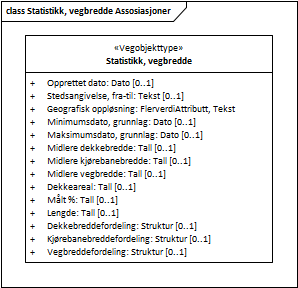 class Statistikk, vegbredde Assosiasjoner
«Vegobjekttype»
Statistikk, vegbredde
+ Opprettet dato: Dato [0..1]
+ Stedsangivelse, fra-til: Tekst [0..1]
+ Geografisk oppløsning: FlerverdiAttributt, Tekst
+ Minimumsdato, grunnlag: Dato [0..1]
+ Maksimumsdato, grunnlag: Dato [0..1]
+ Midlere dekkebredde: Tall [0..1]
+ Midlere kjørebanebredde: Tall [0..1]
+ Midlere vegbredde: Tall [0..1]
+ Dekkeareal: Tall [0..1]
+ Målt %: Tall [0..1]
+ Lengde: Tall [0..1]
+ Dekkebreddefordeling: Struktur [0..1]
+ Kjørebanebreddefordeling: Struktur [0..1]
+ Vegbreddefordeling: Struktur [0..1]